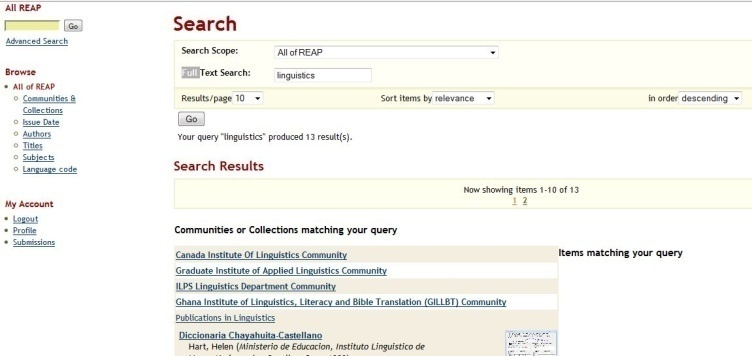 All REAP
Go
Advanced Search
Browse
All of REAP
Communities &
Collections
Issue Date
Authors
Titles
Subjects
Language code
My Account
Logout
Profile
Submissions
Search
Search Scope: All of REAP
Full Text Search: linguistics
Results/page 10 Sort items by relevance in order descending
Go
Your query "linguistics" produced 13 result(s).
Search Results
Now showing items 1-10 of 13
1 2
Communities or Collections matching your query
Canada Institute Of Linguistics Community
Items matching your query
Graduate Institute of Applied Linguistics Community
ILPS Linguistics Department Community
Ghana Institute of Linguistics, Literacy and Bible Translation (GILLBT) Community
Publications in Linguistics
Diccionaria Chayahuita-Castellano
Hart, Helen (Ministerio de Educacion, Instituto Linguistico de